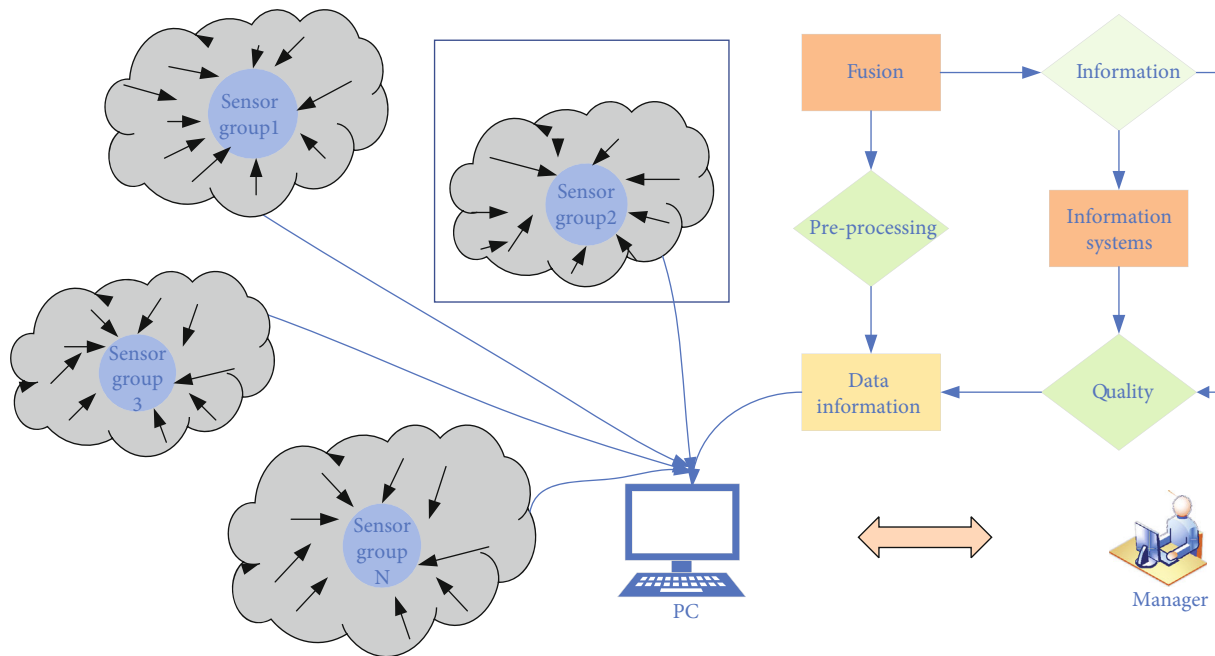 Sensor
group1
Sensor
group2
Sensor
group
3
Sensor
group
N
PC
Fusion
Information
Pre-processing
Information
systems
Data
information
Quality
Manager